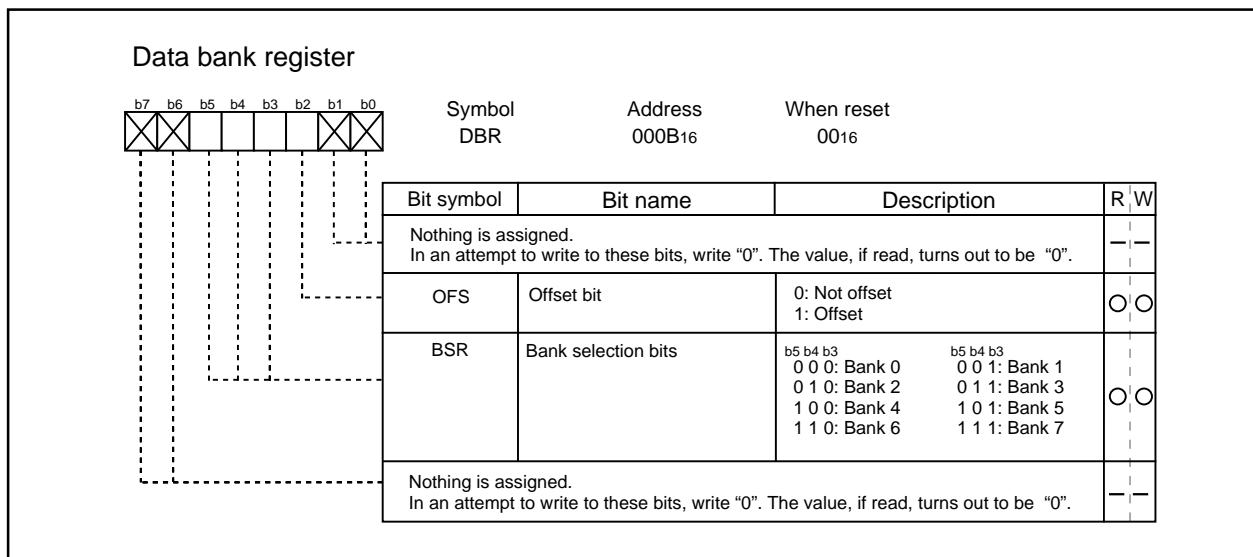 Data bank register
b7 b6 b5 b4 b3 b2 b1 b0
Symbol Address When reset
DBR 000B16 0016
Bit symbol Bit name Description R W
Nothing is assigned.
In an attempt to write to these bits, write “0”. The value, if read, turns out to be “0”.
OFS Offset bit 0: Not offset
1: Offset
BSR Bank selection bits b5 b4 b3 b5 b4 b3
0 0 0: Bank 0 0 0 1: Bank 1
0 1 0: Bank 2 0 1 1: Bank 3
1 0 0: Bank 4 1 0 1: Bank 5
1 1 0: Bank 6 1 1 1: Bank 7
Nothing is assigned.
In an attempt to write to these bits, write “0”. The value, if read, turns out to be “0”.